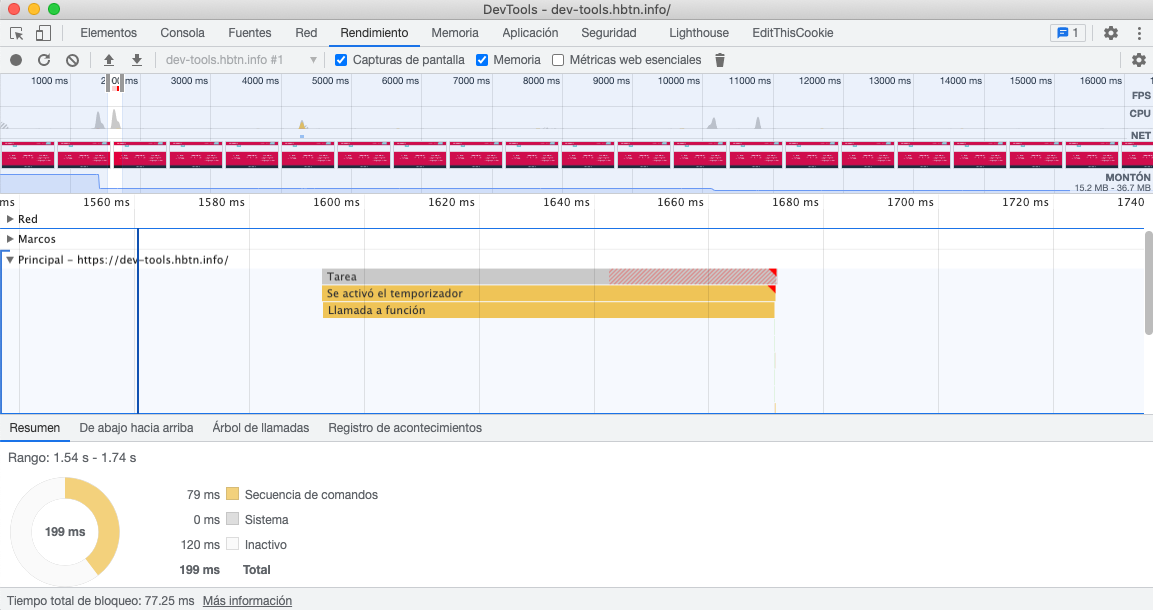 DevTools - dev-tools.hbtn.info/
Elementos Consola Fuentes Red Rendimiento Memoria Aplicación Seguridad Lighthouse EditThisCookie 1
dev-tools.hbtn.info #1 Capturas de pantalla Memoria Métricas web esenciales
1000 ms 3000 ms 4000 ms 5000 ms 6000 ms 7000 ms 8000 ms 9000 ms 10000 ms 11000 ms 12000 ms 13000 ms 14000 ms 15000 ms 16000 ms
FPS
CPU
NET
MONTÓN
15.2 MB - 36.7 MB
ms 1560 ms 1580 ms 1600 ms 1620 ms 1640 ms 1660 ms 1680 ms 1700 ms 1720 ms 1740
Red
Marcos
Principal – https://dev-tools.hbtn.info/
Tarea
Se activó el temporizador
Llamada a función
Resumen De abajo hacia arriba Árbol de llamadas Registro de acontecimientos
Rango: 1.54 s - 1.74 s
199 ms
79 ms Secuencia de comandos
0 ms Sistema
120 ms Inactivo
199 ms Total
Tiempo total de bloqueo: 77.25 ms Más información